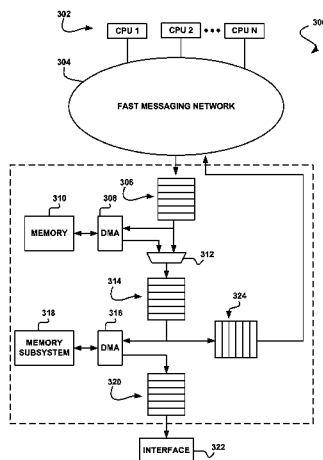 302
CPU 1
CPU 2
CPU N
300
304
FAST MESSAGING NETWORK
306
310
308
MEMORY
DMA
312
314
324
318
316
MEMORY
SUBSYSTEM
DMA
320
INTERFACE
322